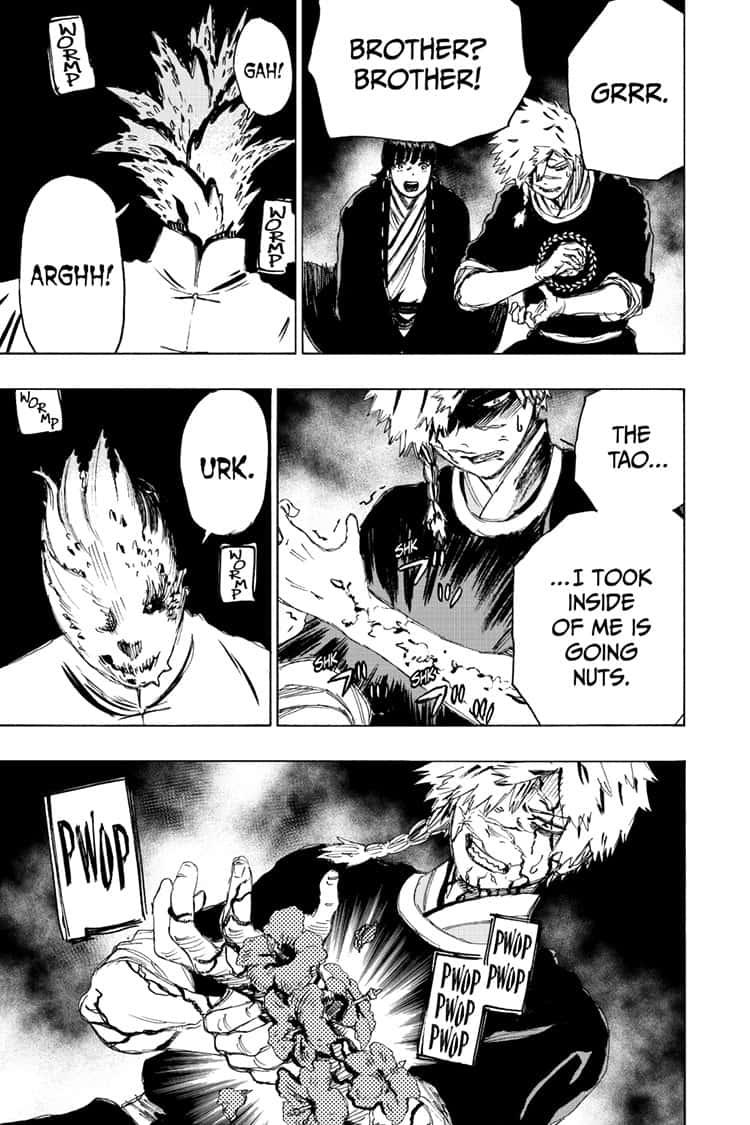 GRRR.
BROTHER?
BROTHER!
GAH!
WORMP
WORMP
ARGHH!
THE
TAO...
...I TOOK
INSIDE
OF ME IS
GOING
NUTS.
SHK
SHK
SHK
URK.
WORMP
WORMP
PWOP
PWOP
PWOP
PWOP
PWOP
PWOP